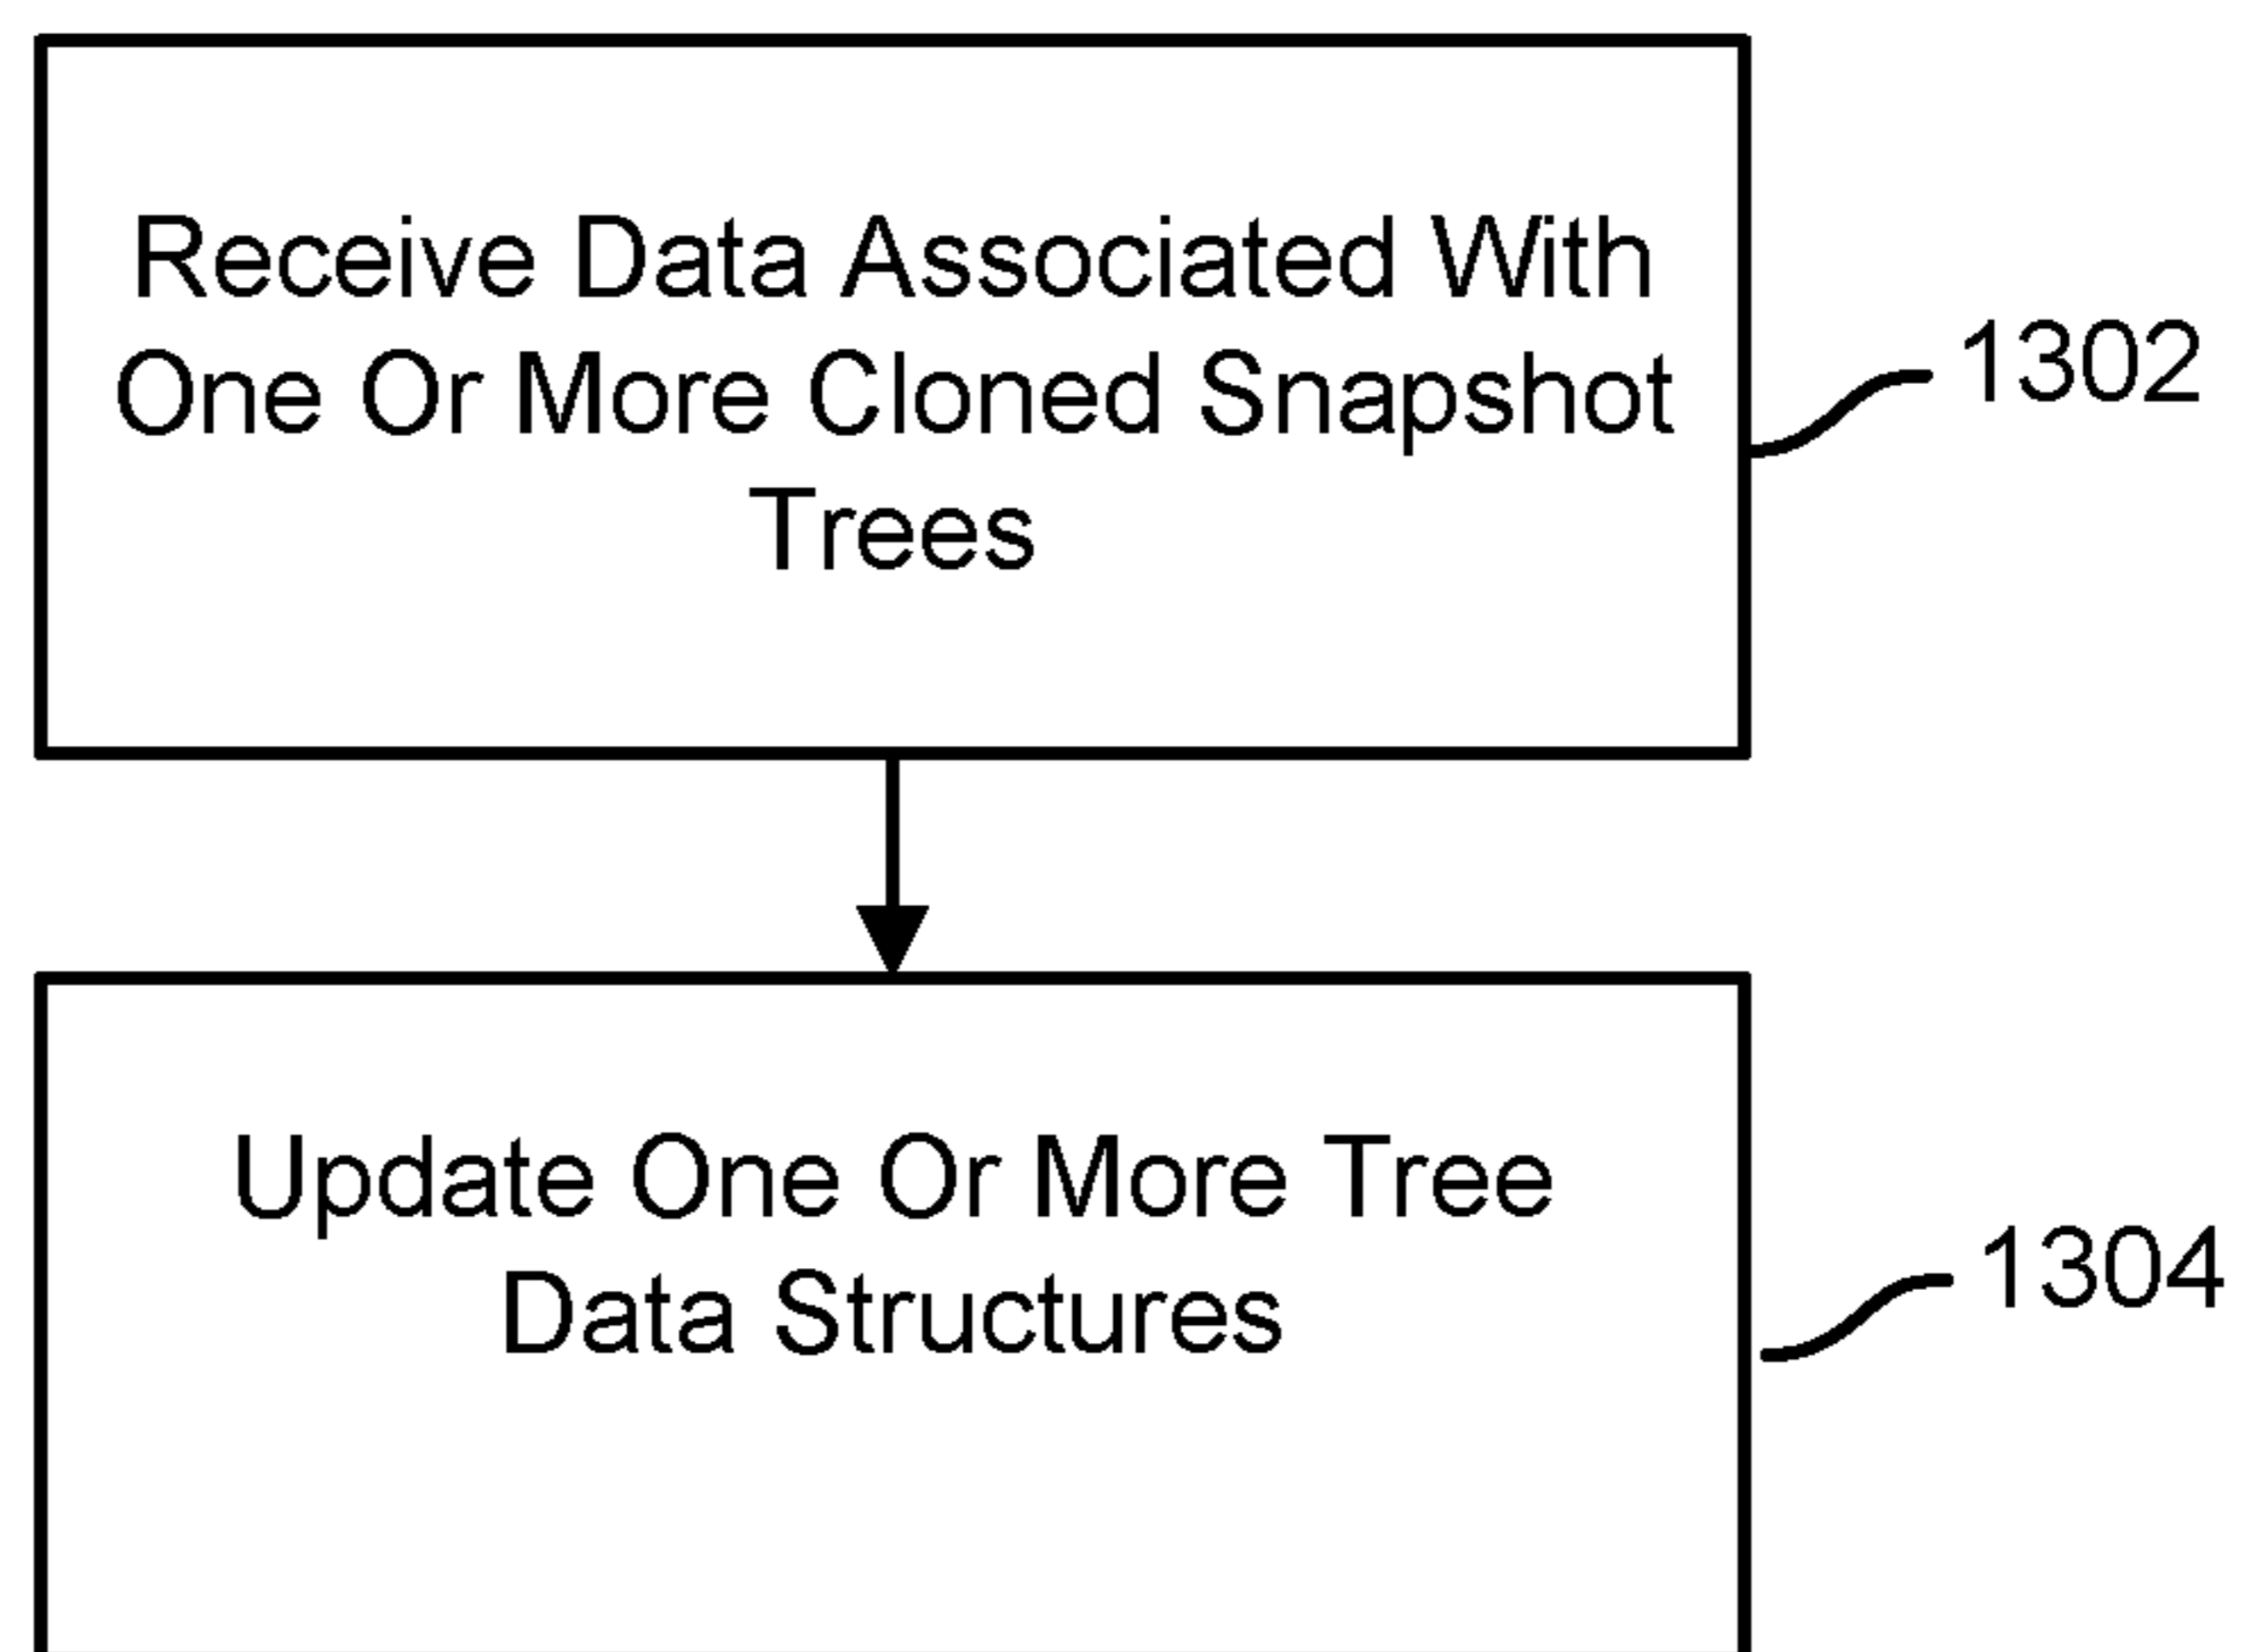 Receive Data Associated With
One Or More Cloned Snapshot
Trees
1302
Update One Or More Tree
Data Structures
1304